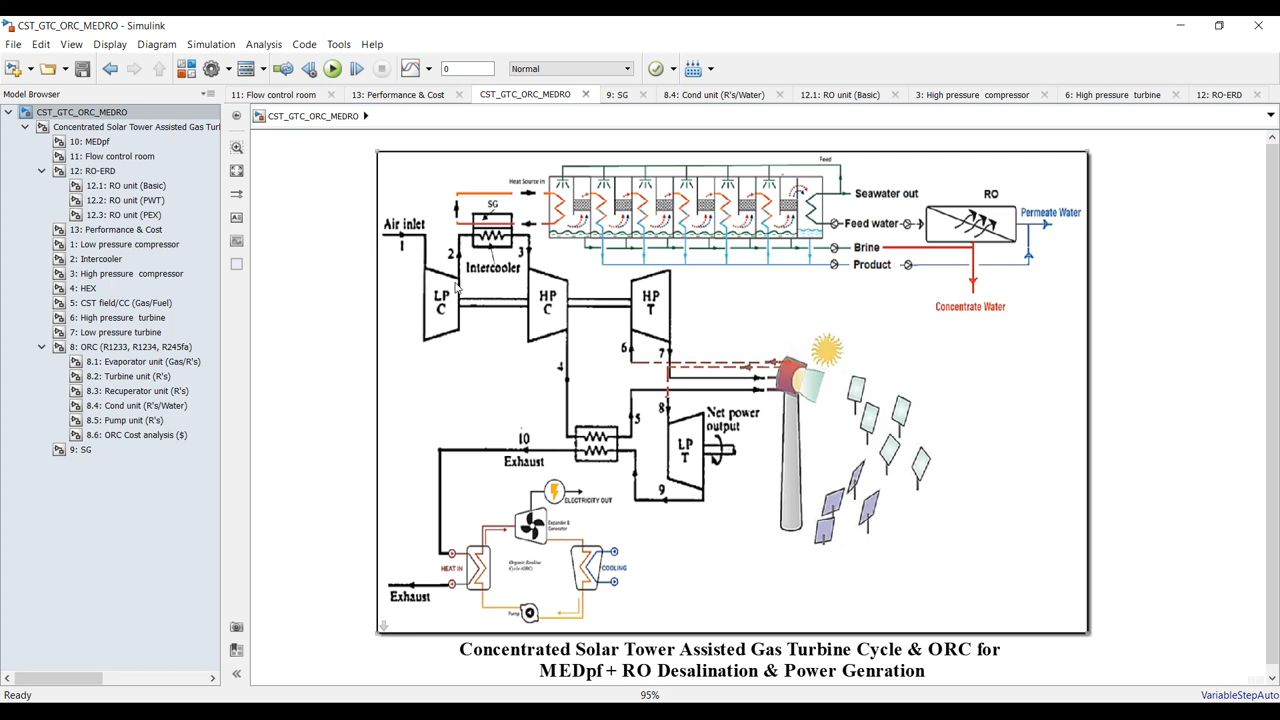 CST_GTC_ORC_MEDRO - Simulink
File Edit View Display Diagram Simulation Analysis Code Tools Help
0 Normal
Model Browser
11: Flow control room 13: Performance & Cost CST_GTC_ORC_MEDRO 9: SG 8.4: Cond unit (R's/Water) 12.1: RO unit (Basic) 3: High pressure compressor 6: High pressure turbine 12: RO-ERD
CST_GTC_ORC_MEDRO
CST_GTC_ORC_MEDRO
Concentrated Solar Tower Assisted Gas Turl
10: MEDpf
11: Flow control room
12: RO-ERD
12.1: RO unit (Basic)
12.2: RO unit (PWT)
12.3: RO unit (PEX)
13: Performance & Cost
1: Low pressure compressor
2: Intercooler
3: High pressure compressor
4: HEX
5: CST field/CC (Gas/Fuel)
6: High pressure turbine
7: Low pressure turbine
8: ORC (R1233, R1234, R245fa)
8.1: Evaporator unit (Gas/R's)
8.2: Turbine unit (R's)
8.3: Recuperator unit (R's)
8.4: Cond unit (R's/Water)
8.5: Pump unit (R's)
8.6: ORC Cost analysis ($)
9: SG
Feed
Heat Source in
Seawater out
RO
SG
Permeate Water
Air inlet
Feed water
1
2
3
Brine
Intercooler
Product
LP
C
HP
C
HP
T
Concentrate Water
6
7
4
8
5
Net power
output
10
Exhaust
LP
T
9
ELECTRICITY OUT
Expander &
Generator
Organic Rankine
Cycle (ORC)
HEAT IN
COOLING
Exhaust
Pump
Concentrated Solar Tower Assisted Gas Turbine Cycle & ORC for
MEDpf + RO Desalination & Power Genration
Ready 95% VariableStepAuto